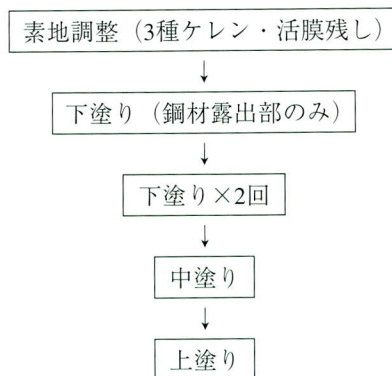 素地調整（3種ケレン・活膜残し）
↓
下塗り（鋼材露出部のみ）
↓
下塗り×2回
↓
中塗り
↓
上塗り